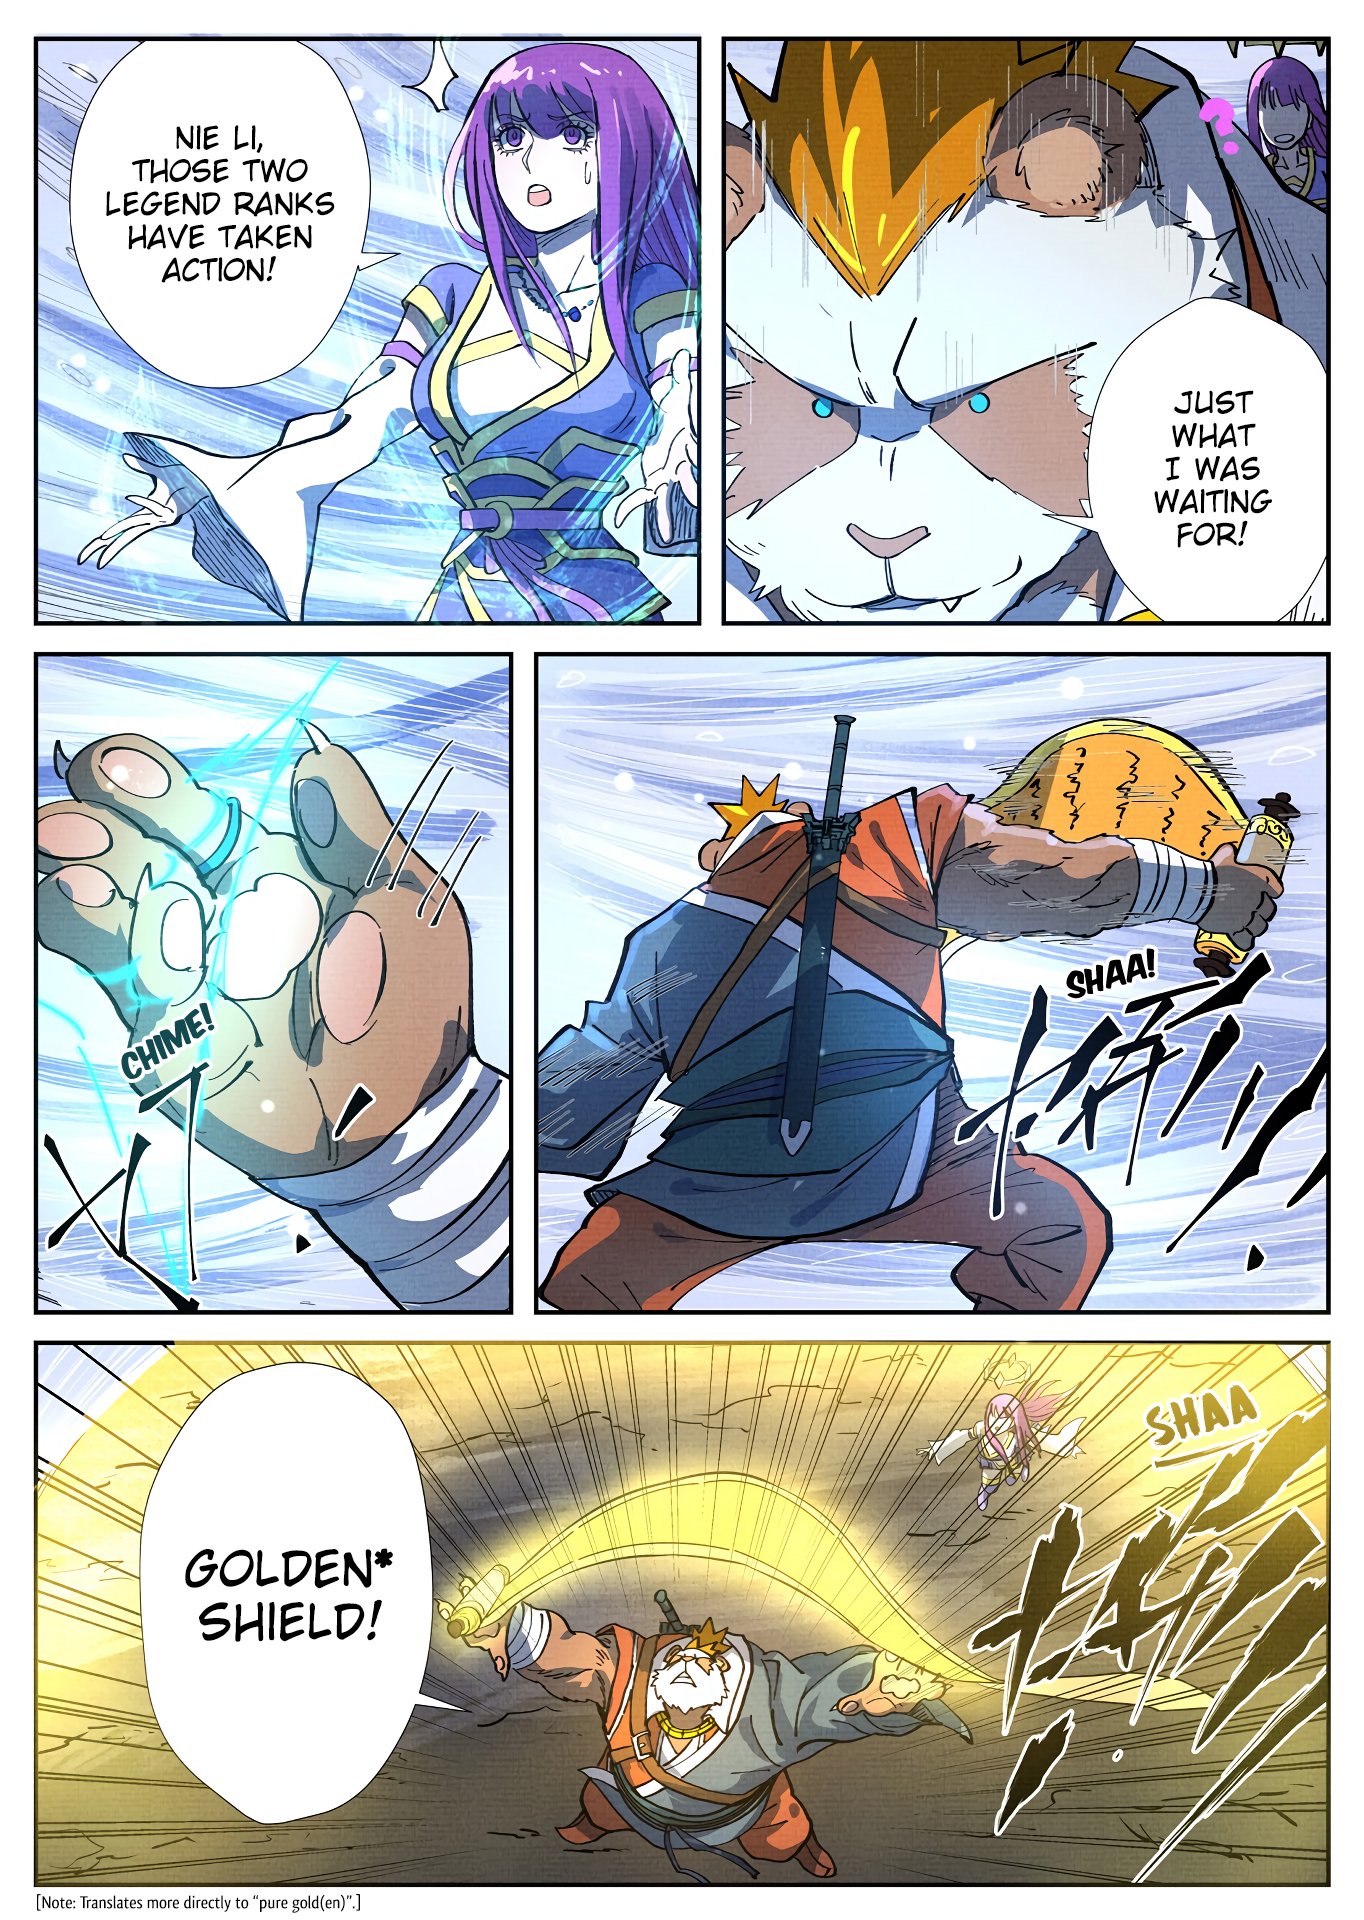 NIE LI,
THOSE TWO
LEGEND RANKS
HAVE TAKEN
ACTION!
?
JUST
WHAT
I WAS
WAITING
FOR!
CHIME!
SHAA!
GOLDEN*
SHIELD!
SHAA
[Note: Translates more directly to “pure gold(en)”.]